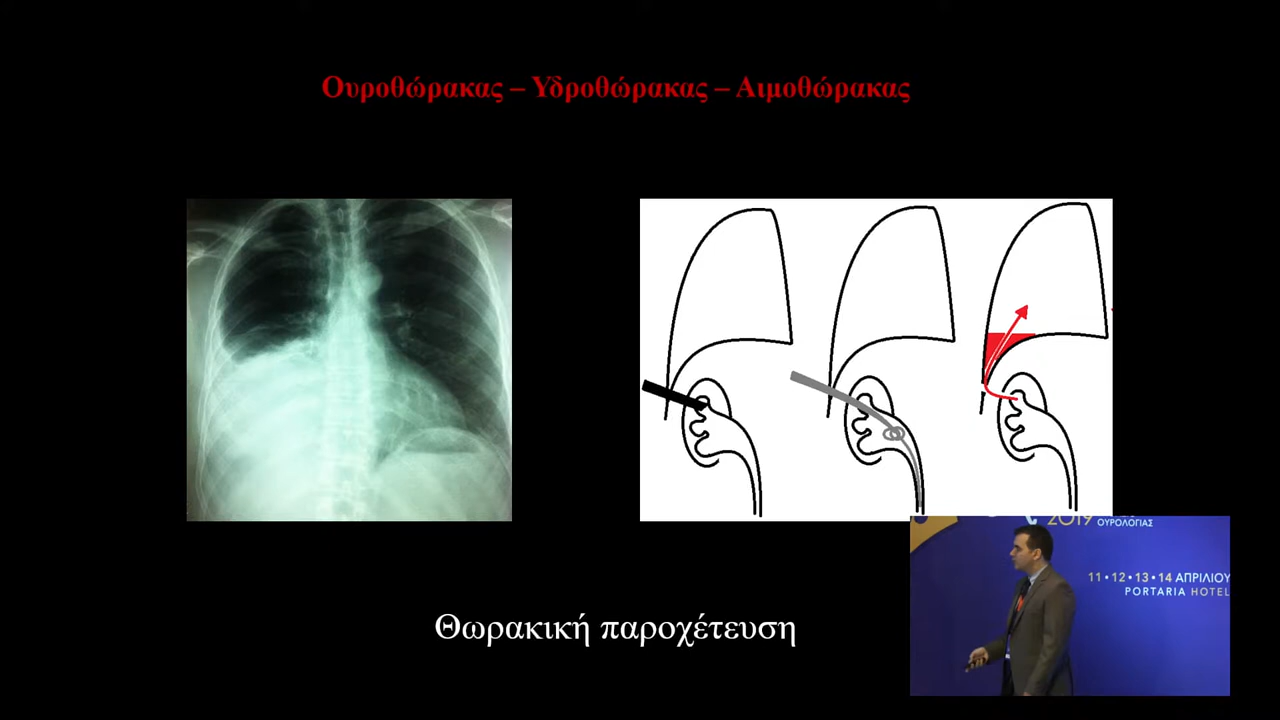 Ουροθώρακας – Υδροθώρακας – Αιμοθώρακας
Θωρακική παροχέτευση
2019
ΟΥΡΟΛΟΓΙΑΣ
11•12•13•14 ΑΠΡΙΛΙΟΥ
PORTARIA HOTEL